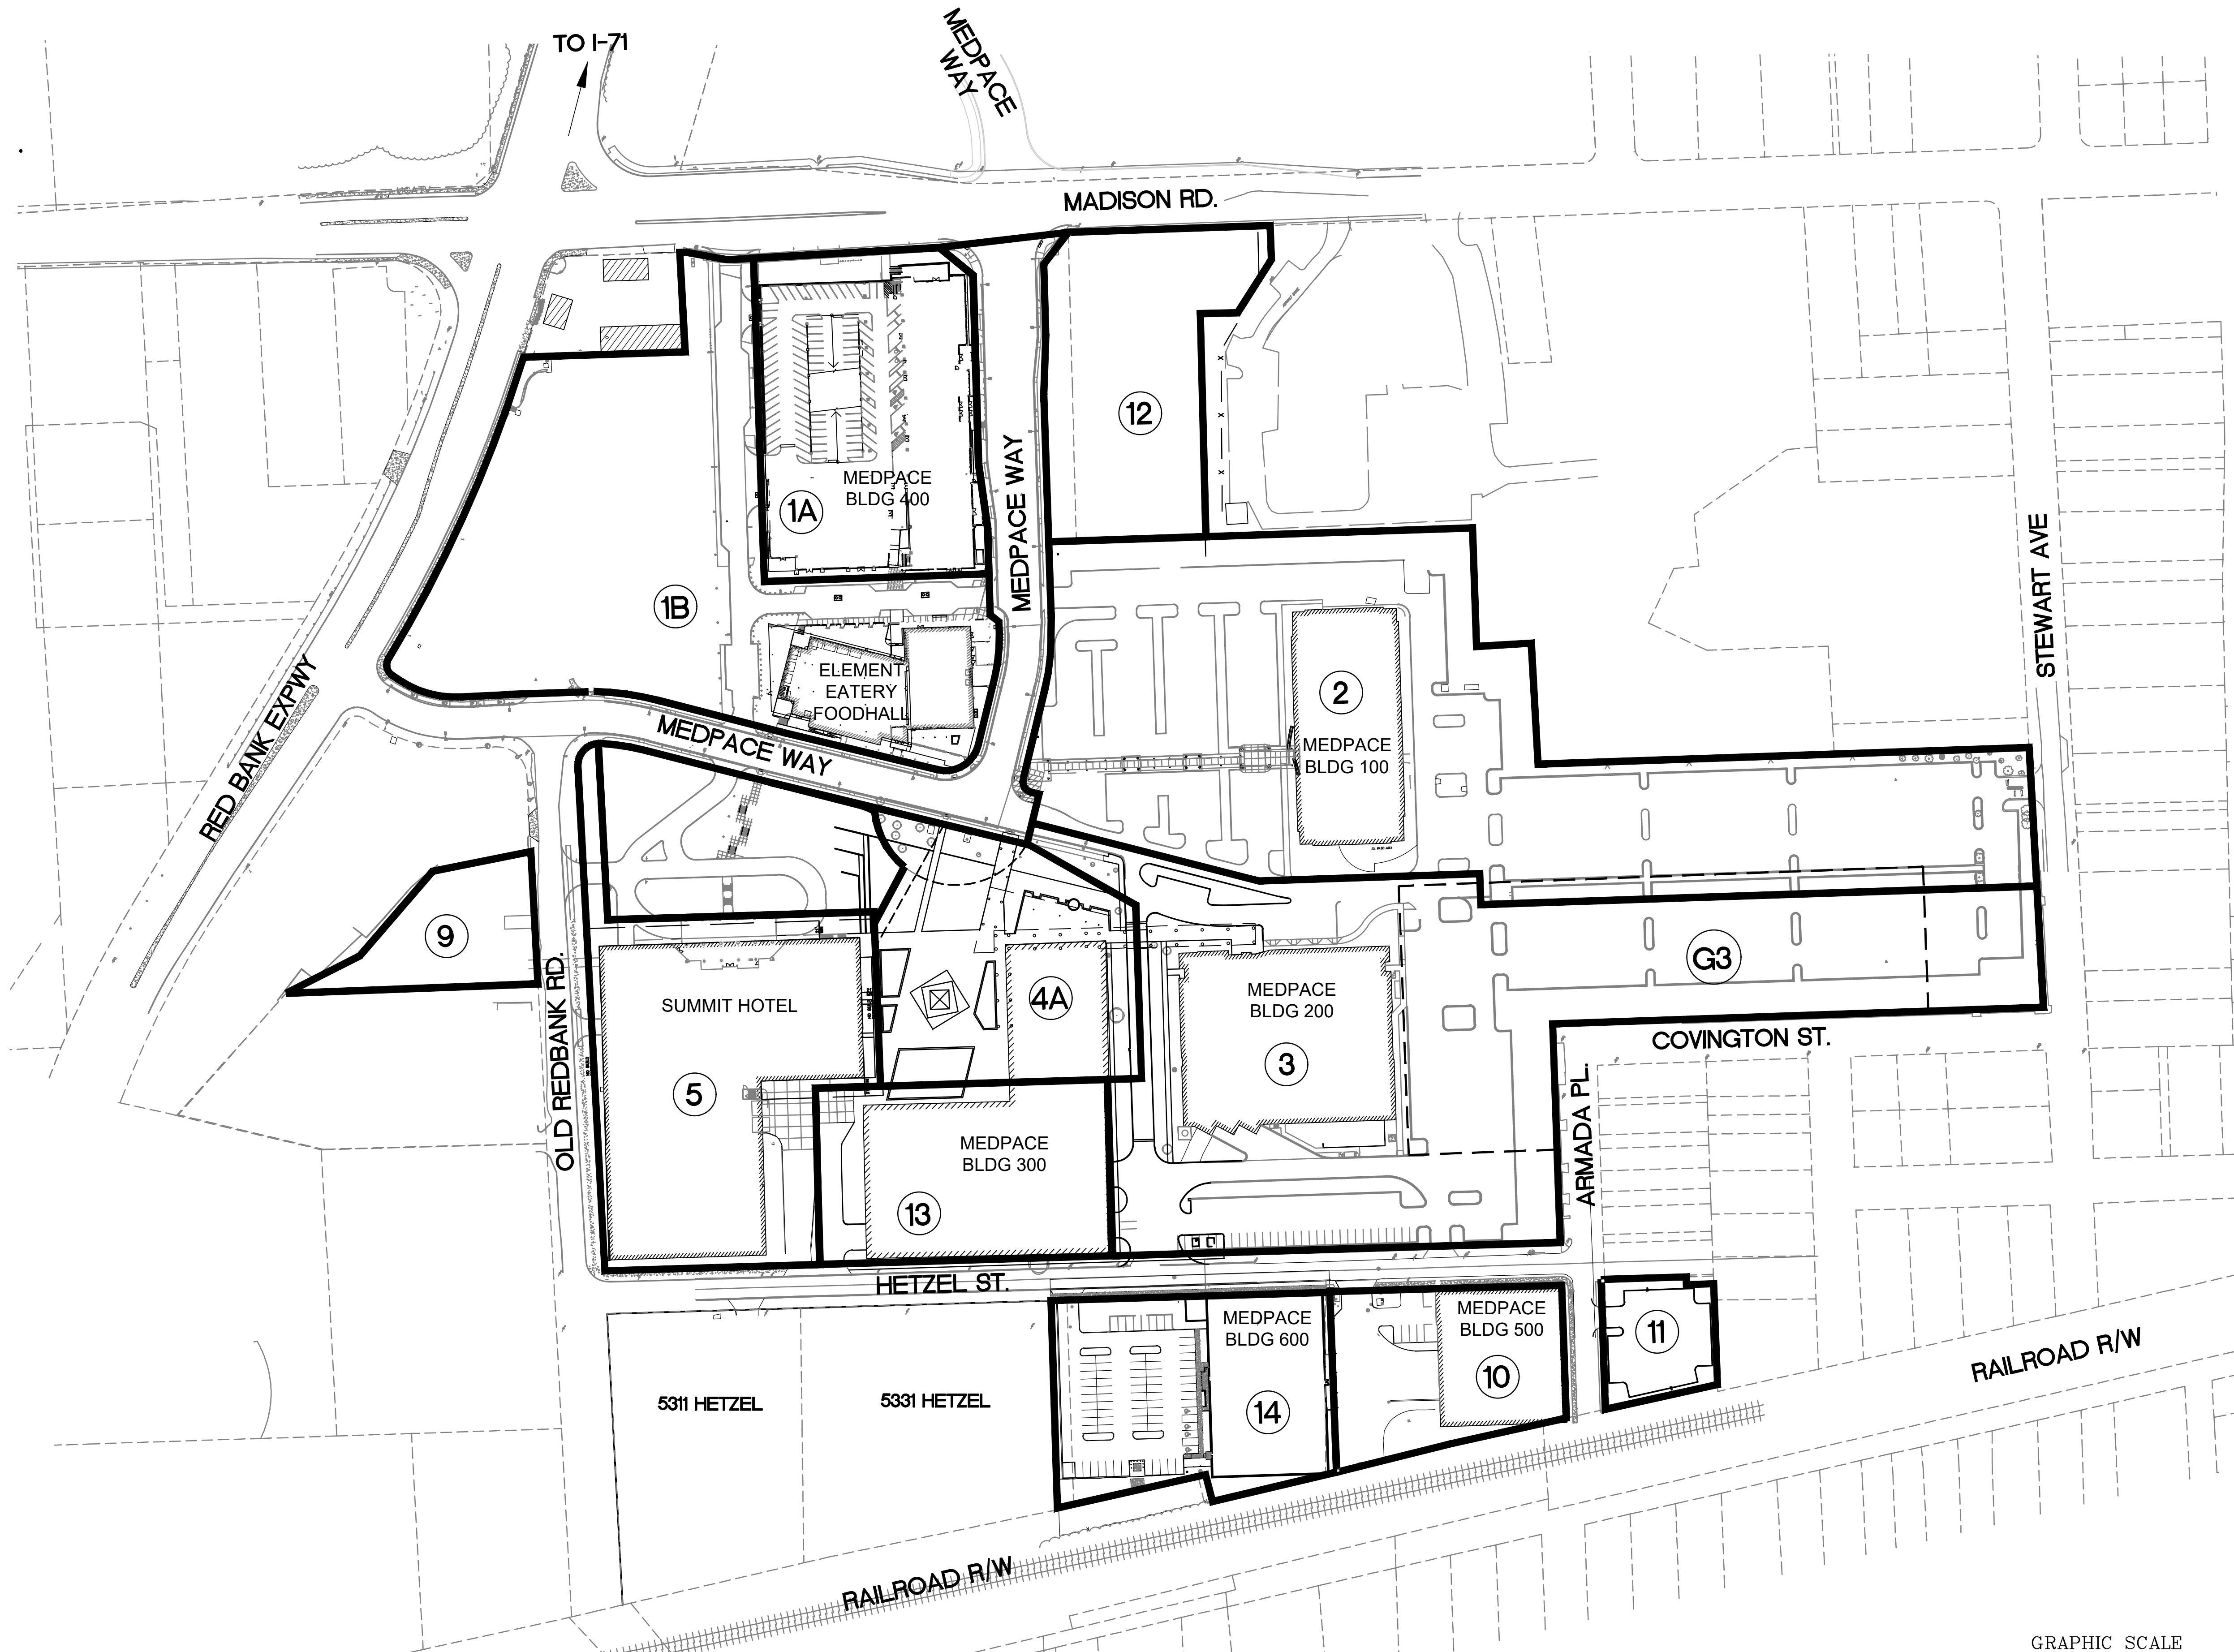 TO I-71
MEDPACE
WAY
MADISON RD.
12
MEDPACE
BLDG 400
1A
MEDPACE WAY
STEWART AVE
1B
ELEMENT
EATERY
FOODHALL
2
MEDPACE
BLDG 100
RED BANK EXPWY
MEDPACE WAY
9
G3
OLD REDBANK RD.
SUMMIT HOTEL
4A
MEDPACE
BLDG 200
COVINGTON ST.
5
3
ARMADA PL.
MEDPACE
BLDG 300
13
HETZEL ST.
MEDPACE
BLDG 600
MEDPACE
BLDG 500
11
RAILROAD R/W
5311 HETZEL
5331 HETZEL
14
10
RAILROAD R/W
GRAPHIC SCALE